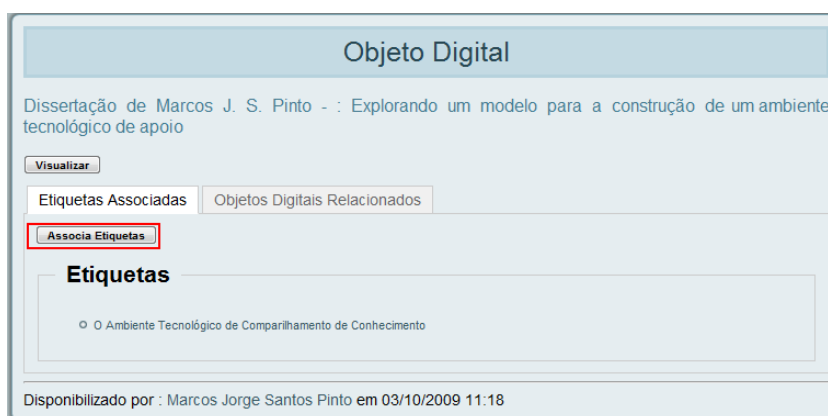 Objeto Digital
Dissertação de Marcos J. S. Pinto - : Explorando um modelo para a construção de um ambiente
tecnológico de apoio
Visualizar
Etiquetas Associadas Objetos Digitais Relacionados
Associa Etiquetas
Etiquetas
O Ambiente Tecnológico de Comparilhamento de Conhecimento
Disponibilizado por : Marcos Jorge Santos Pinto em 03/10/2009 11:18